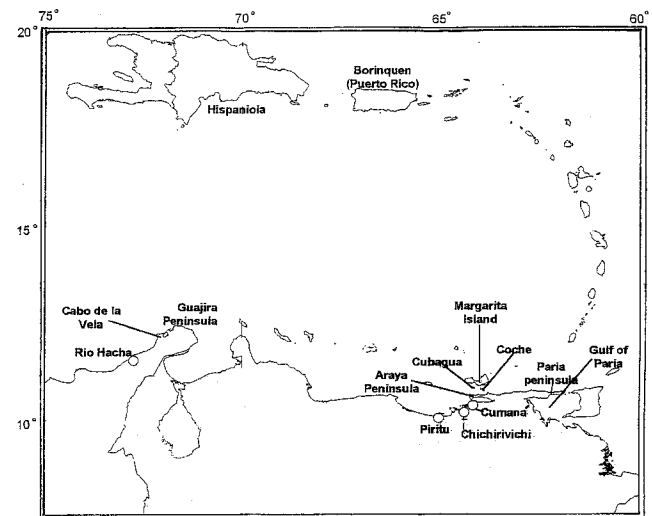 75° 70° 65° 60°
20°
Borinquen
(Puerto Rico)
Hispaniola
15°
Margarita
Island
Cabo de la
Vela
Guajira
Peninsula
Coche
Gulf of
Paria
Cubagua
Paria
peninsula
Rio Hacha
Araya
Peninsula
10°
Cumana
Piritu
Chichirivichi